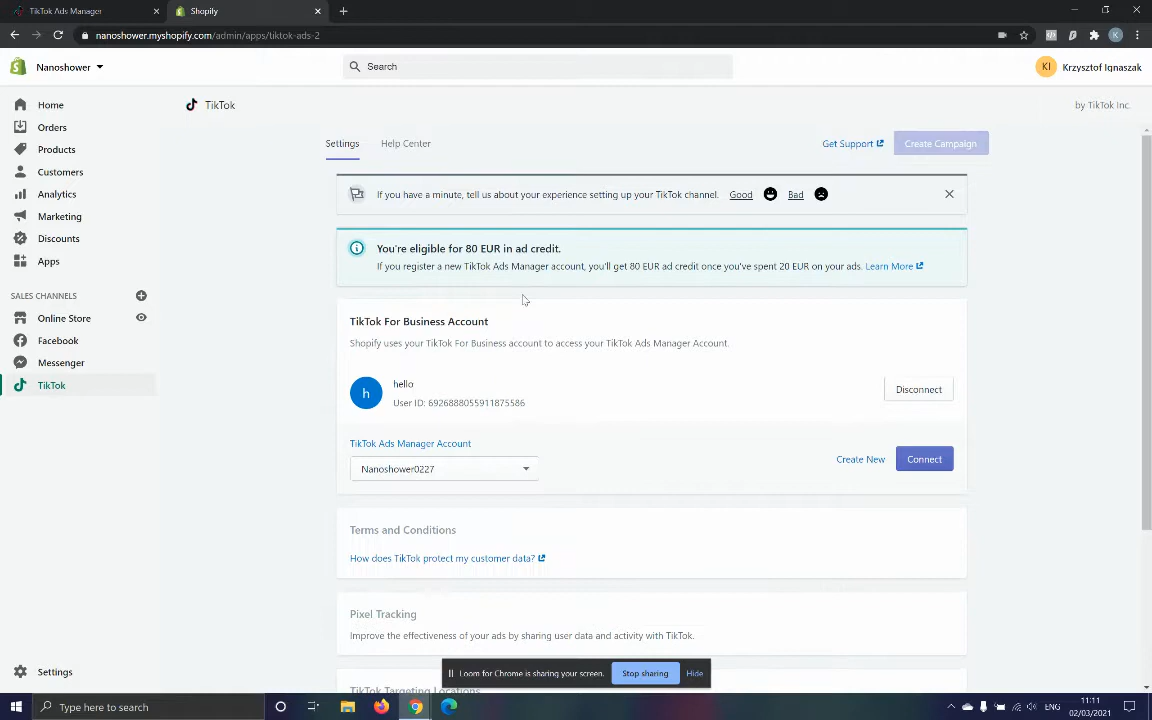 TikTok Ads Manager
Shopify
nanoshower.myshopify.com/admin/apps/tiktok-ads-2
K
Nanoshower
Search
KI
Krzysztof Ignaszak
Home
Orders
Products
Customers
Analytics
Marketing
Discounts
Apps
SALES CHANNELS
Online Store
Facebook
Messenger
TikTok
Settings
TikTok
by TikTok Inc.
Settings
Help Center
Get Support
Create Campaign
If you have a minute, tell us about your experience setting up your TikTok channel. Good Bad
You're eligible for 80 EUR in ad credit.
If you register a new TikTok Ads Manager account, you'll get 80 EUR ad credit once you've spent 20 EUR on your ads. Learn More
TikTok For Business Account
Shopify uses your TikTok For Business account to access your TikTok Ads Manager Account.
h
hello
User ID: 6926888055911875586
Disconnect
TikTok Ads Manager Account
Nanoshower0227
Create New
Connect
Terms and Conditions
How does TikTok protect my customer data?
Pixel Tracking
Improve the effectiveness of your ads by sharing user data and activity with TikTok.
TikTok Targeting Locations
Loom for Chrome is sharing your screen.
Stop sharing
Hide
Type here to search
ENG
11:11
02/03/2021